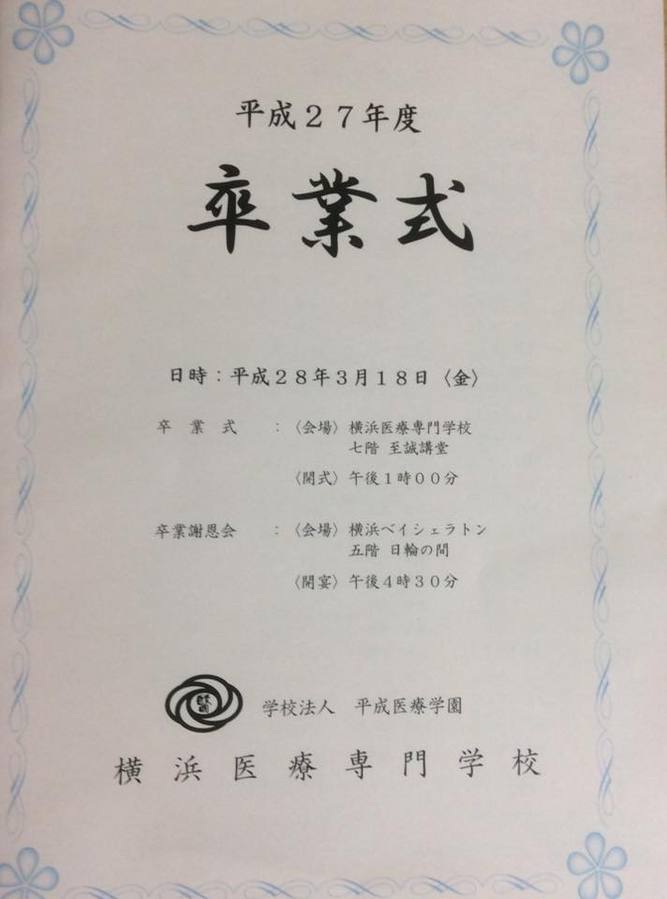 平成２７年度
卒業式
日時：平成２８年３月１８日〈金〉
卒　業　式　：〈会場〉横浜医療専門学校
七階 至誠講堂
〈開式〉午後１時００分
卒業謝恩会　：〈会場〉横浜ベイシェラトン
五階 日輪の間
〈開宴〉午後４時３０分
学校法人　平成医療学園
横浜医療専門学校